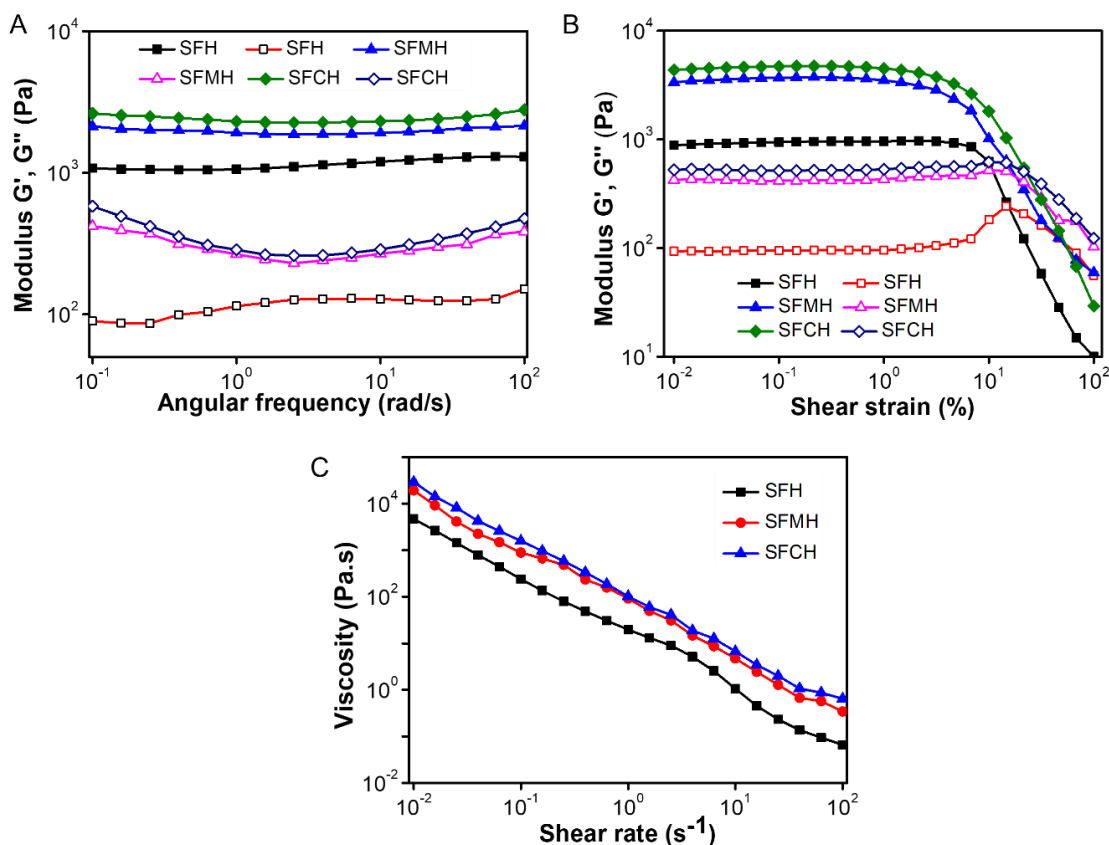 A
SFH SFH SFMH
SFMH SFCH SFCH
Modulus G', G'' (Pa)
10⁴
10³
10²
10⁻¹ 10⁰ 10¹ 10²
Angular frequency (rad/s)
B
Modulus G', G'' (Pa)
10⁴
10³
10²
10¹
SFH SFH
SFMH SFMH
SFCH SFCH
10⁻² 10⁰ 10¹ 10²
Shear strain (%)
C
Viscosity (Pa.s)
10⁴
10²
10⁰
10⁻²
SFH
SFMH
SFCH
10⁻² 10⁻¹ 10⁰ 10¹ 10²
Shear rate (s⁻¹)